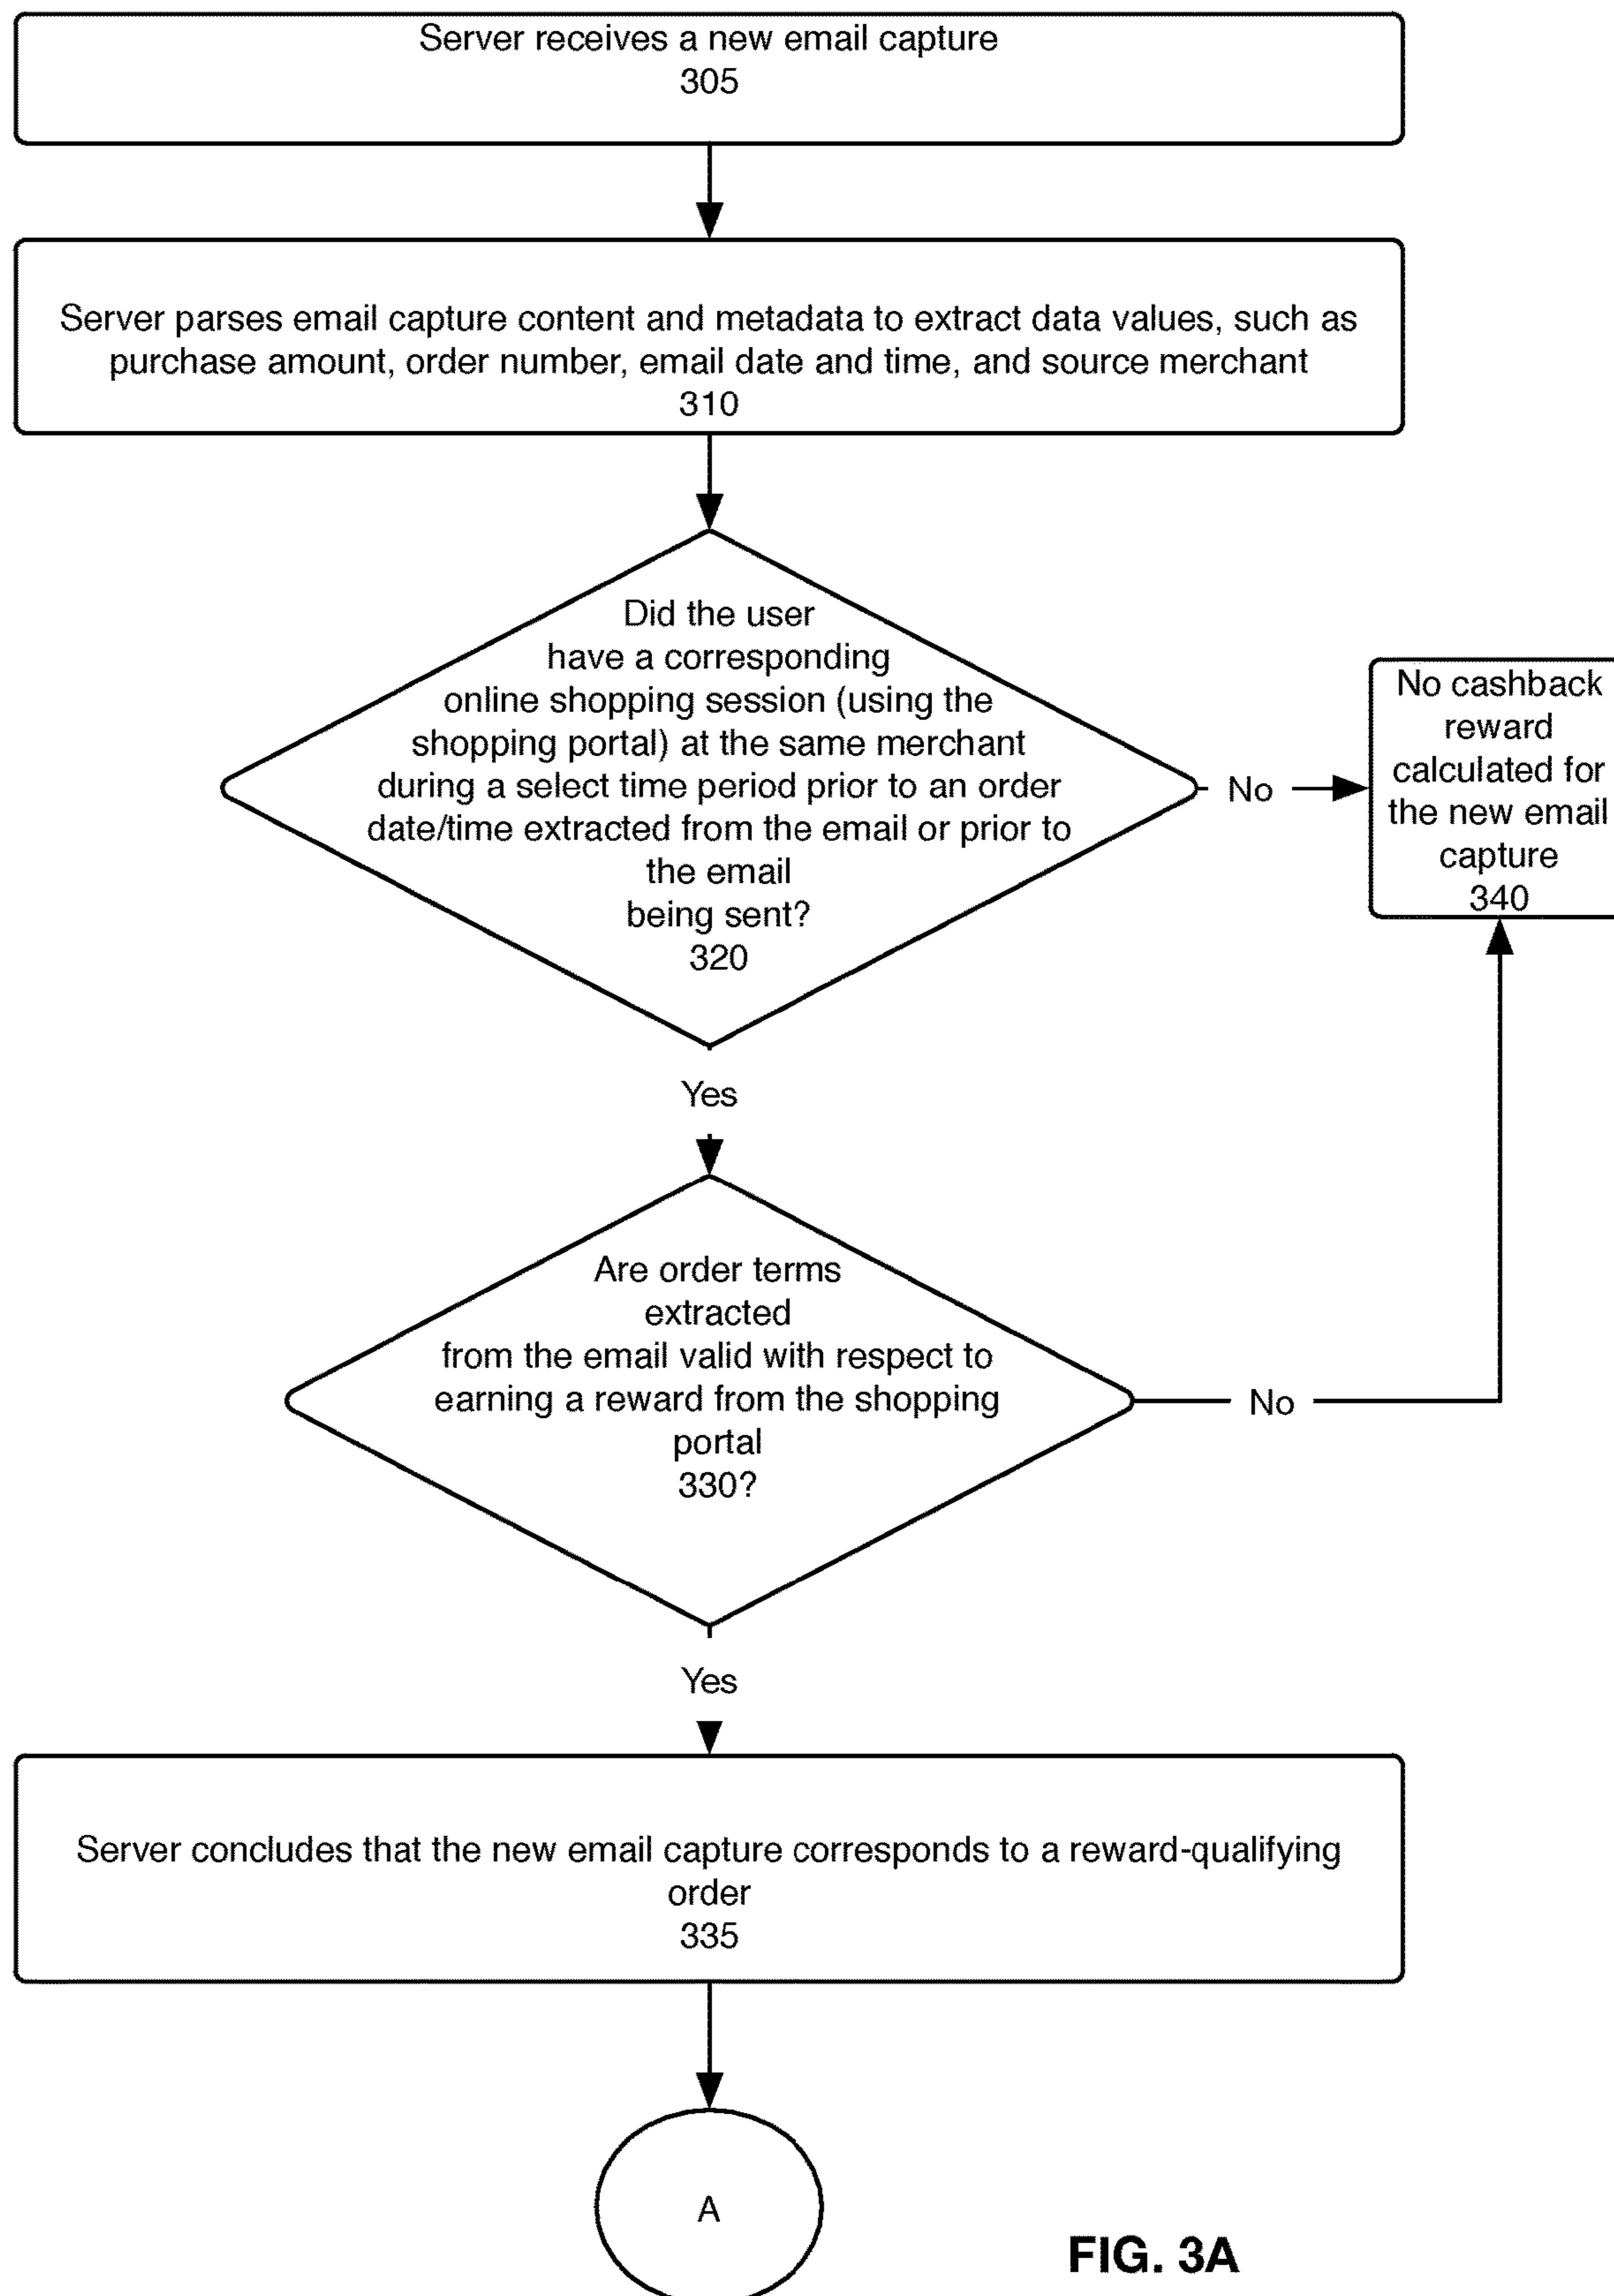 Server receives a new email capture
305
Server parses email capture content and metadata to extract data values, such as
purchase amount, order number, email date and time, and source merchant
310
Did the user
have a corresponding
online shopping session (using the
shopping portal) at the same merchant
during a select time period prior to an order
date/time extracted from the email or prior to
the email
being sent?
320
No
No cashback
reward
calculated for
the new email
capture
340
Yes
Are order terms
extracted
from the email valid with respect to
earning a reward from the shopping
portal
330?
No
Yes
Server concludes that the new email capture corresponds to a reward-qualifying
order
335
A
FIG. 3A